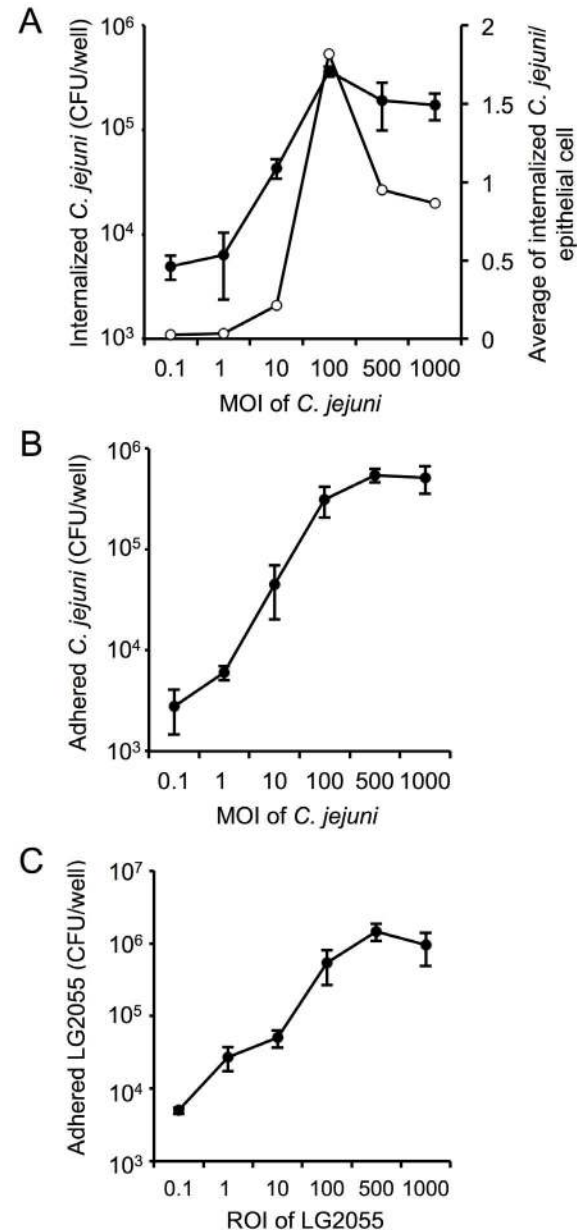 A
Internalized C. jejuni (CFU/well)
10⁶
10⁵
10⁴
10³
2
1.5
1
0.5
0
Average of internalized C. jejuni/
epithelial cell
0.1 1 10 100 500 1000
MOI of C. jejuni
B
Adhered C. jejuni (CFU/well)
10⁶
10⁵
10⁴
10³
0.1 1 10 100 500 1000
MOI of C. jejuni
C
Adhered LG2055 (CFU/well)
10⁷
10⁶
10⁵
10⁴
10³
0.1 1 10 100 500 1000
ROI of LG2055